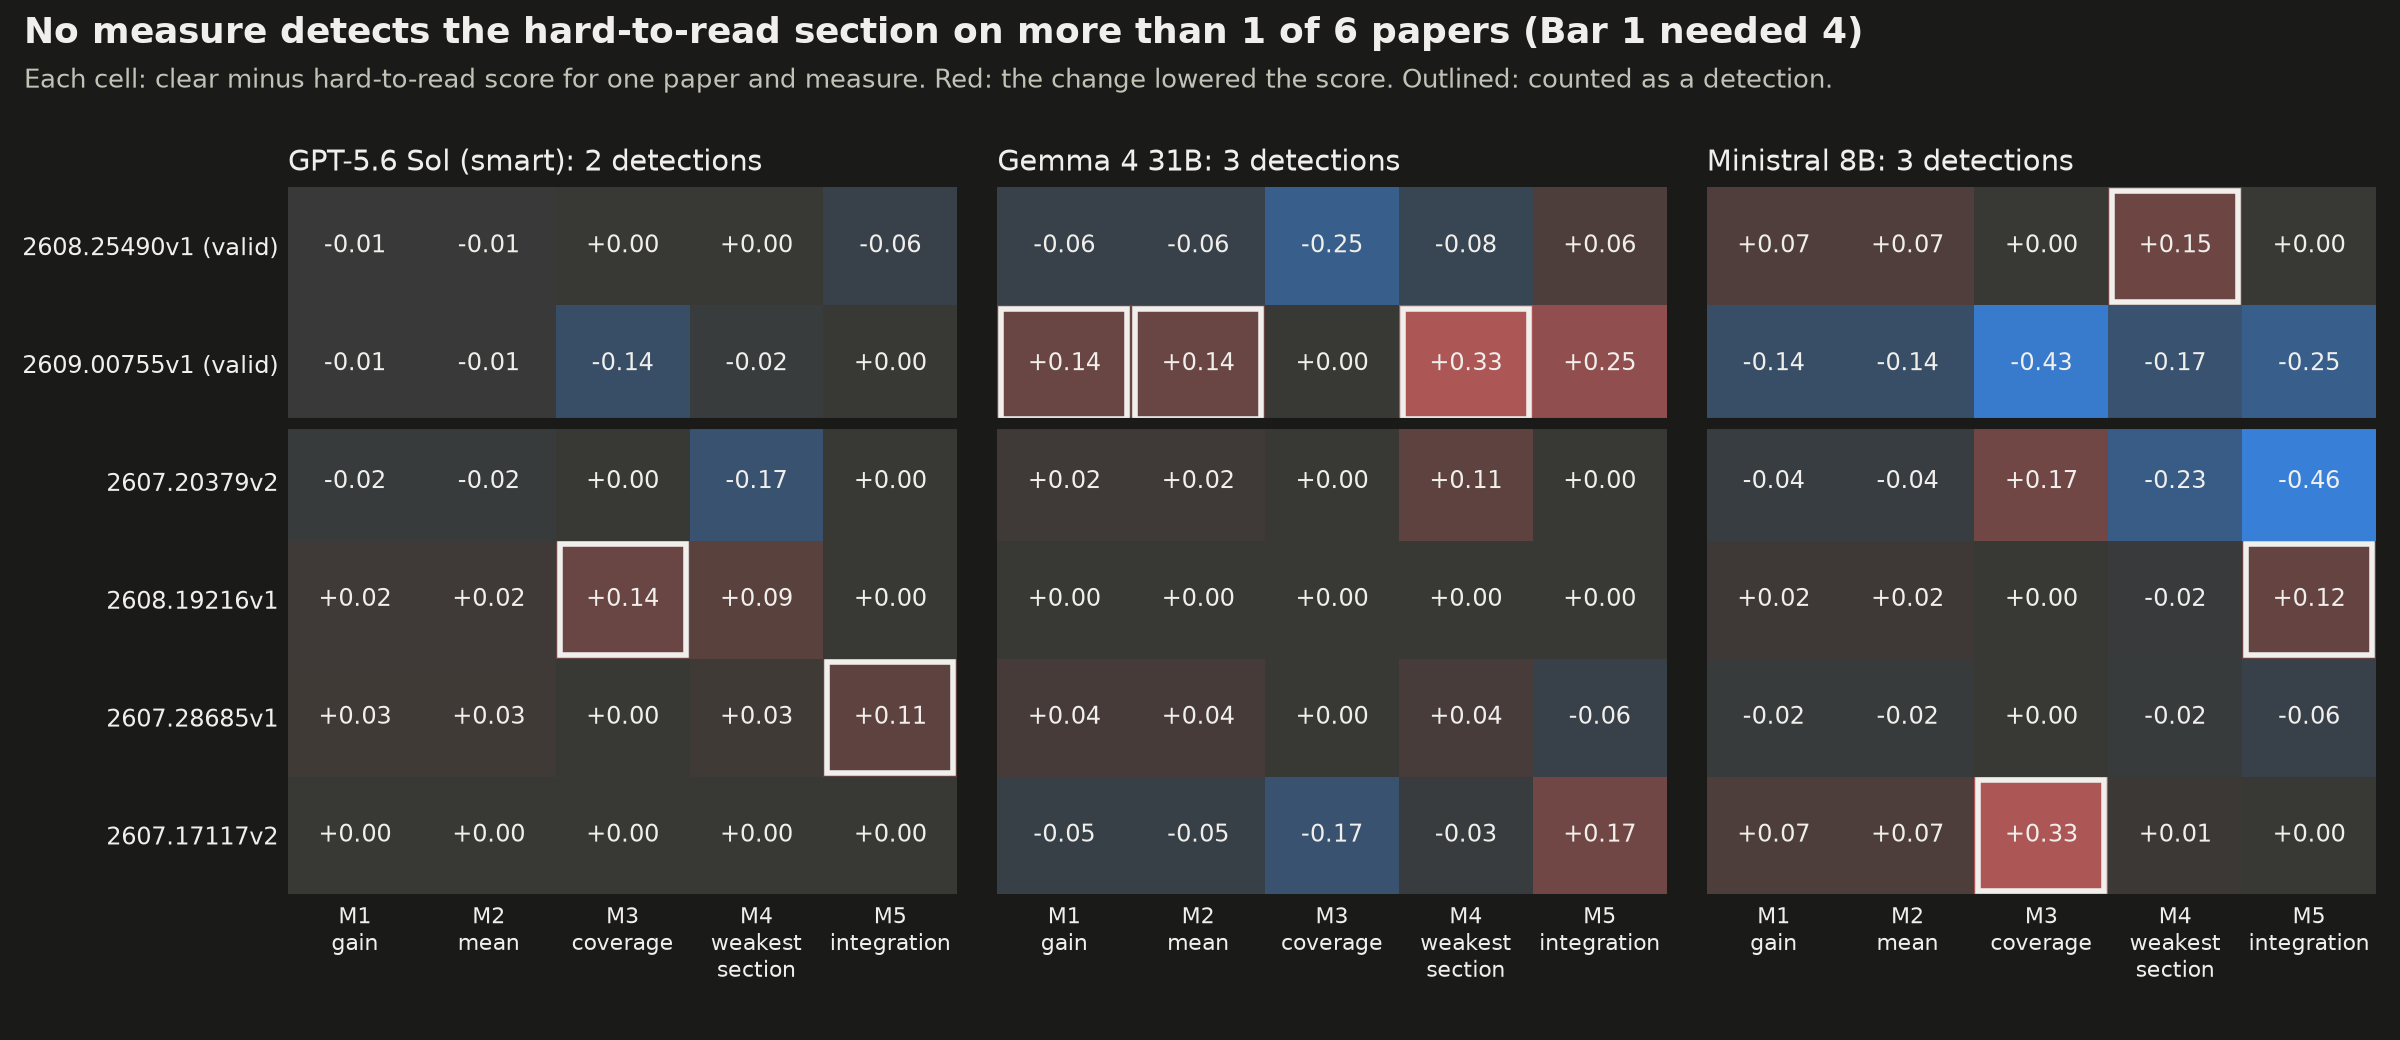 No measure detects the hard-to-read section on more than 1 of 6 papers (Bar 1 needed 4)
Each cell: clear minus hard-to-read score for one paper and measure. Red: the change lowered the score. Outlined: counted as a detection.
GPT-5.6 Sol (smart): 2 detections
Gemma 4 31B: 3 detections
Ministral 8B: 3 detections
2608.25490v1 (valid) -0.01 -0.01 +0.00 +0.00 -0.06 -0.06 -0.06 -0.25 -0.08 +0.06 +0.07 +0.07 +0.00 +0.15 +0.00
2609.00755v1 (valid) -0.01 -0.01 -0.14 -0.02 +0.00 +0.14 +0.14 +0.00 +0.33 +0.25 -0.14 -0.14 -0.43 -0.17 -0.25
2607.20379v2 -0.02 -0.02 +0.00 -0.17 +0.00 +0.02 +0.02 +0.00 +0.11 +0.00 -0.04 -0.04 +0.17 -0.23 -0.46
2608.19216v1 +0.02 +0.02 +0.14 +0.09 +0.00 +0.00 +0.00 +0.00 +0.00 +0.00 +0.02 +0.02 +0.00 -0.02 +0.12
2607.28685v1 +0.03 +0.03 +0.00 +0.03 +0.11 +0.04 +0.04 +0.00 +0.04 -0.06 -0.02 -0.02 +0.00 -0.02 -0.06
2607.17117v2 +0.00 +0.00 +0.00 +0.00 +0.00 -0.05 -0.05 -0.17 -0.03 +0.17 +0.07 +0.07 +0.33 +0.01 +0.00
M1 M2 M3 M4 M5 M1 M2 M3 M4 M5 M1 M2 M3 M4 M5
gain mean coverage weakest integration gain mean coverage weakest integration gain mean coverage weakest integration
section section section